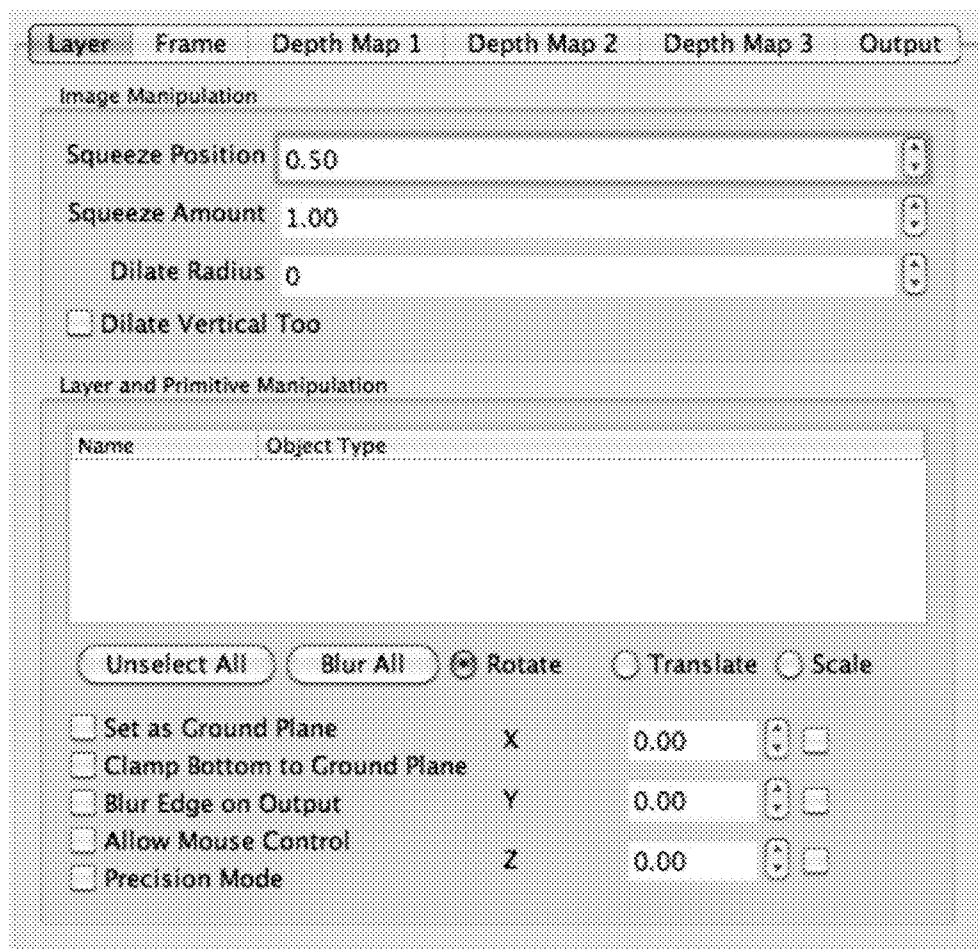 Layer Frame Depth Map 1 Depth Map 2 Depth Map 3 Output
Image Manipulation
Squeeze Position 0.50
Squeeze Amount 1.00
Dilate Radius 0
Dilate Vertical Too
Layer and Primitive Manipulation
Name Object Type
Unselect All Blur All Rotate Translate Scale
Set as Ground Plane
X 0.00
Clamp Bottom to Ground Plane
Blur Edge on Output
Y 0.00
Allow Mouse Control
Z 0.00
Precision Mode